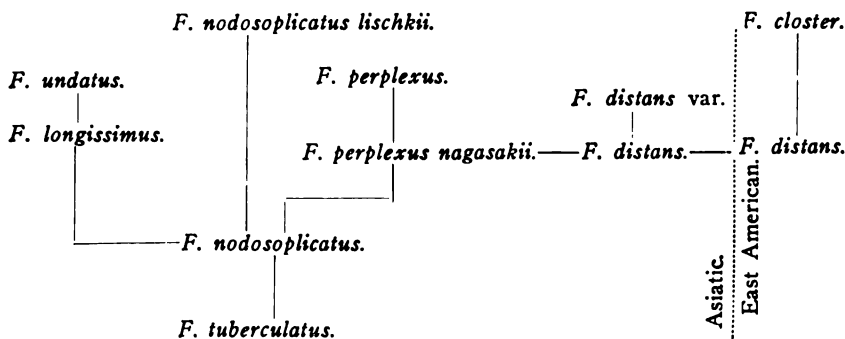 F. nodosoplicatus lischkii.
F. closter.
F. undatus.
F. perplexus.
F. distans var.
F. longissimus.
F. perplexus nagasakii.
F. distans.
F. distans.
F. nodosoplicatus.
Asiatic.
East American.
F. tuberculatus.